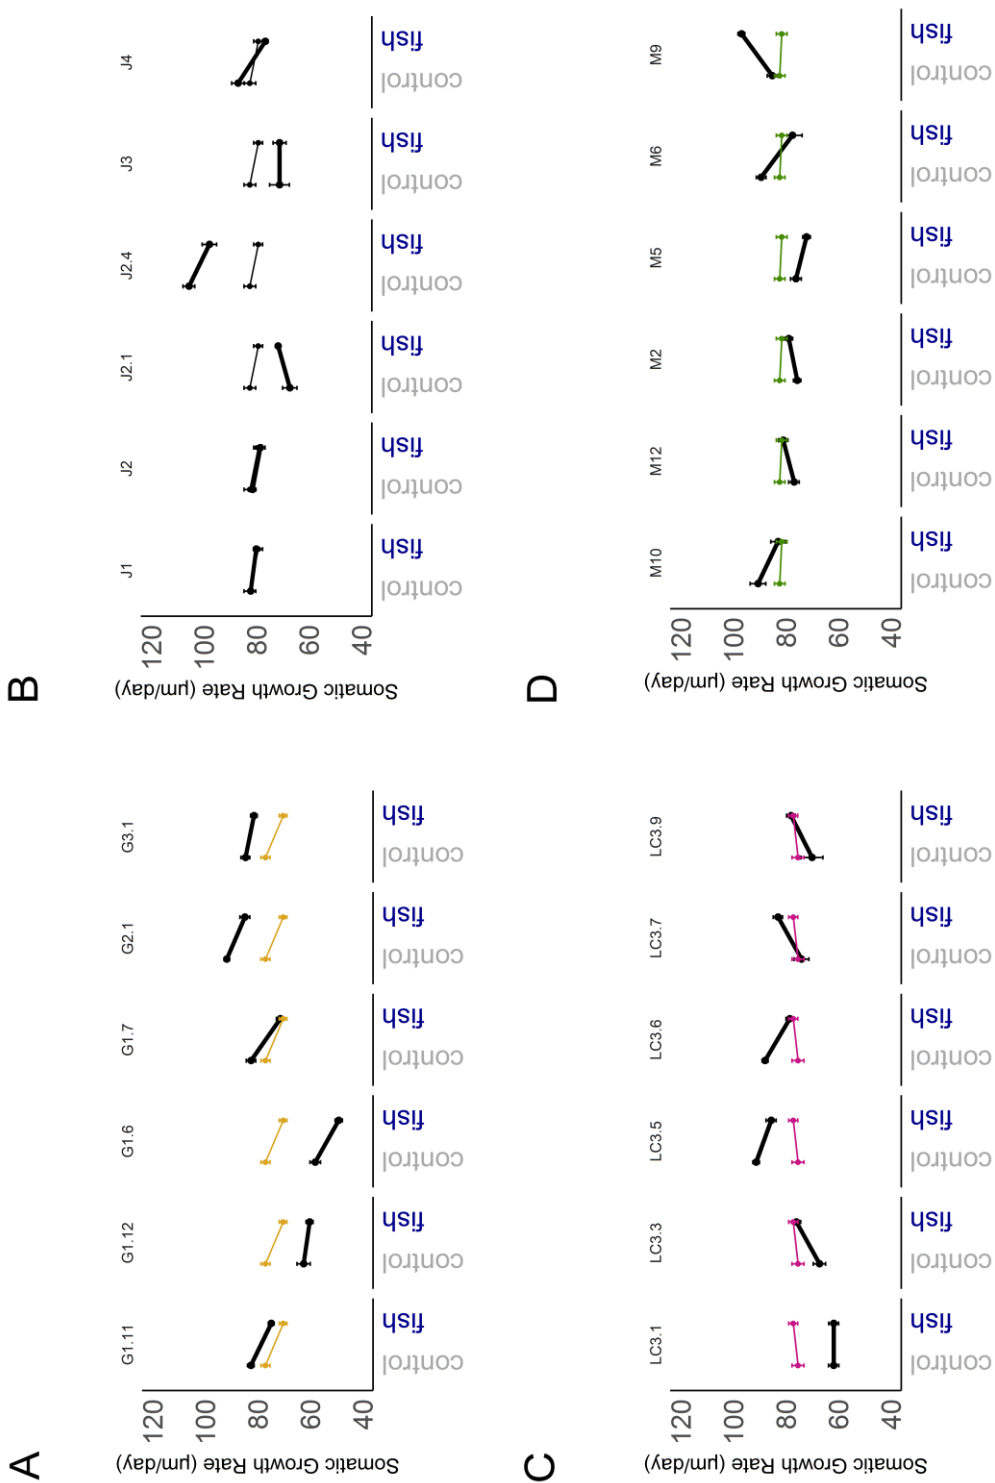 A
Somatic Growth Rate (µm/day)
120
100
80
60
40
G1.11
G1.12
G1.6
G1.7
G2.1
G3.1
control
fish
control
fish
control
fish
control
fish
control
fish
control
fish
B
Somatic Growth Rate (µm/day)
120
100
80
60
40
J1
J2
J2.1
J2.4
J3
J4
control
fish
control
fish
control
fish
control
fish
control
fish
control
fish
C
Somatic Growth Rate (µm/day)
120
100
80
60
40
LC3.1
LC3.3
LC3.5
LC3.6
LC3.7
LC3.9
control
fish
control
fish
control
fish
control
fish
control
fish
control
fish
D
Somatic Growth Rate (µm/day)
120
100
80
60
40
M10
M12
M2
M5
M6
M9
control
fish
control
fish
control
fish
control
fish
control
fish
control
fish